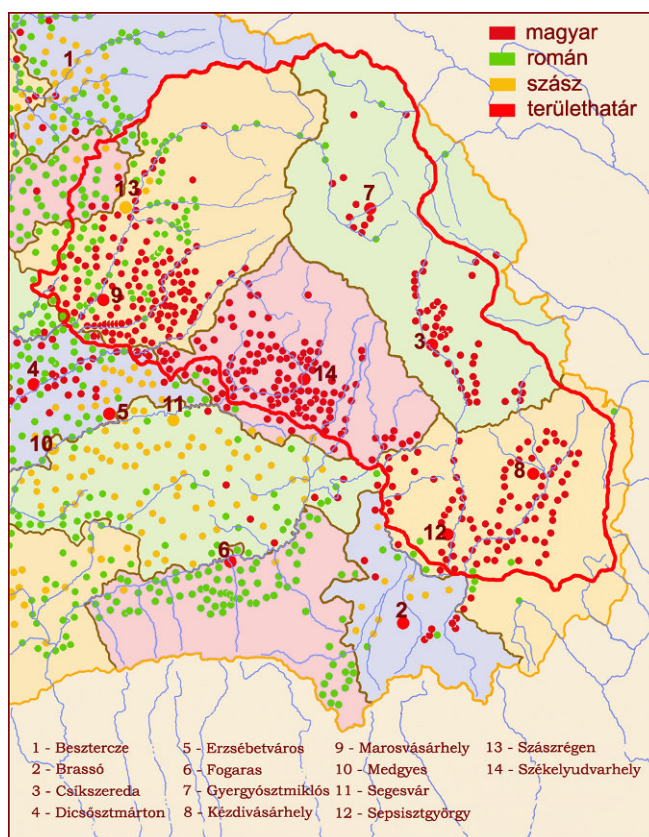 magyar
román
szász
területhatár
1
13
7
9
3
4
14
5
11
10
8
12
6
2
1 - Besztercze
2 - Brassó
3 - Csíkszereda
4 - Dicsősztmárton
5 - Erzsébetváros
6 - Fogaras
7 - Gyergyósztmiklós
8 - Kézdivásárhely
9 - Marosvásárhely
10 - Medgyes
11 - Segesvár
12 - Sepsisztgyörgy
13 - Szászrégen
14 - Székelyudvarhely